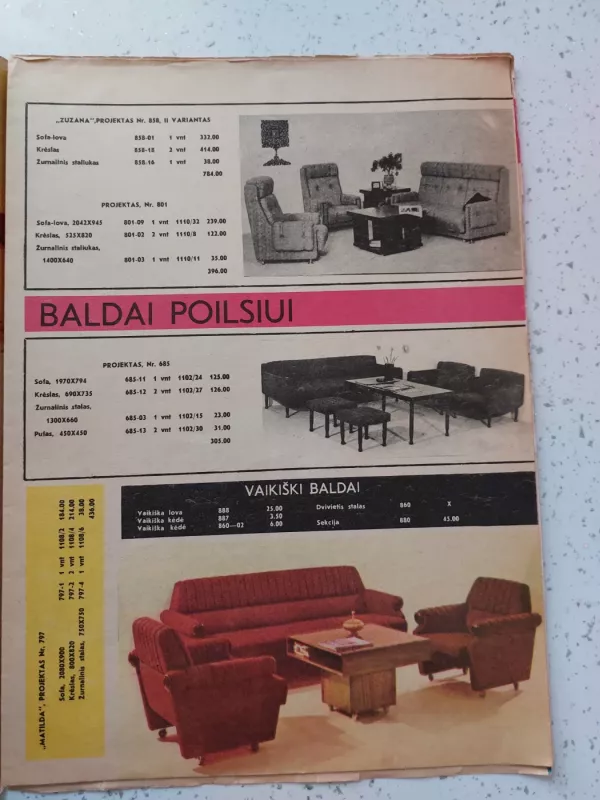 „ZUZANA", PROJEKTAS Nr. 858, II VARIANTAS
Sofa-lova 858-01 1 vnt 332.00
Krėslas 858-18 3 vnt 414.00
Žurnalinis staliukas 858.16 1 vnt 38.00
784.00
PROJEKTAS, Nr. 801
Sofa-lova, 2042X945 801-09 1 vnt 1110/32 239.00
Krėslas, 525X820 801-02 2 vnt 1110/8 122.00
Žurnalinis staliukas,
1400X640 801-03 1 vnt 1110/11 35.00
396.00
BALDAI POILSIUI
PROJEKTAS, Nr. 685
Sofa, 1970X794 685-11 1 vnt 1102/24 125.00
Krėslas, 690X735 685-12 2 vnt 1102/27 126.00
Žurnalinis stalas,
1300X660 685-03 1 vnt 1102/15 23.00
Pufas, 450X450 685-13 2 vnt 1102/30 31.00
305.00
VAIKIŠKI BALDAI
Vaikiška lova 888 25.00 Dvivietis stalas 860 X
Vaikiška kėdė 887 3.50
Vaikiška kėdė 860—02 6.00 Sekcija 880 45.00
„MATILDA", PROJEKTAS Nr. 797
Sofa, 2080X900 797-1 1 vnt 1108/2 184.00
Krėslas, 800X820 797-2 2 vnt 1108/4 214.00
Žurnalinis stalas, 750X750 797-4 1 vnt 1108/6 38.00
436.00